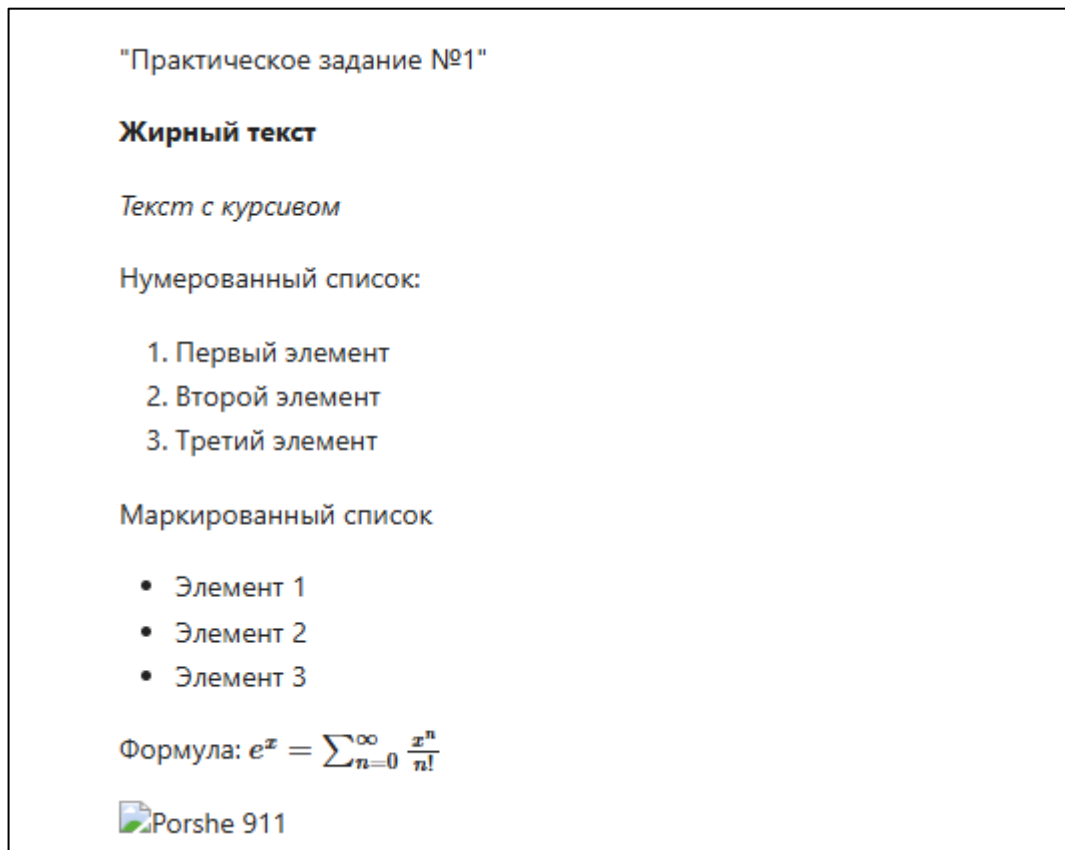 "Практическое задание №1"
Жирный текст
Текст с курсивом
Нумерованный список:
1. Первый элемент
2. Второй элемент
3. Третий элемент
Маркированный список
• Элемент 1
• Элемент 2
• Элемент 3
Формула: e^x = ∑_{n=0}^{∞} \frac{x^n}{n!}
Porshe 911